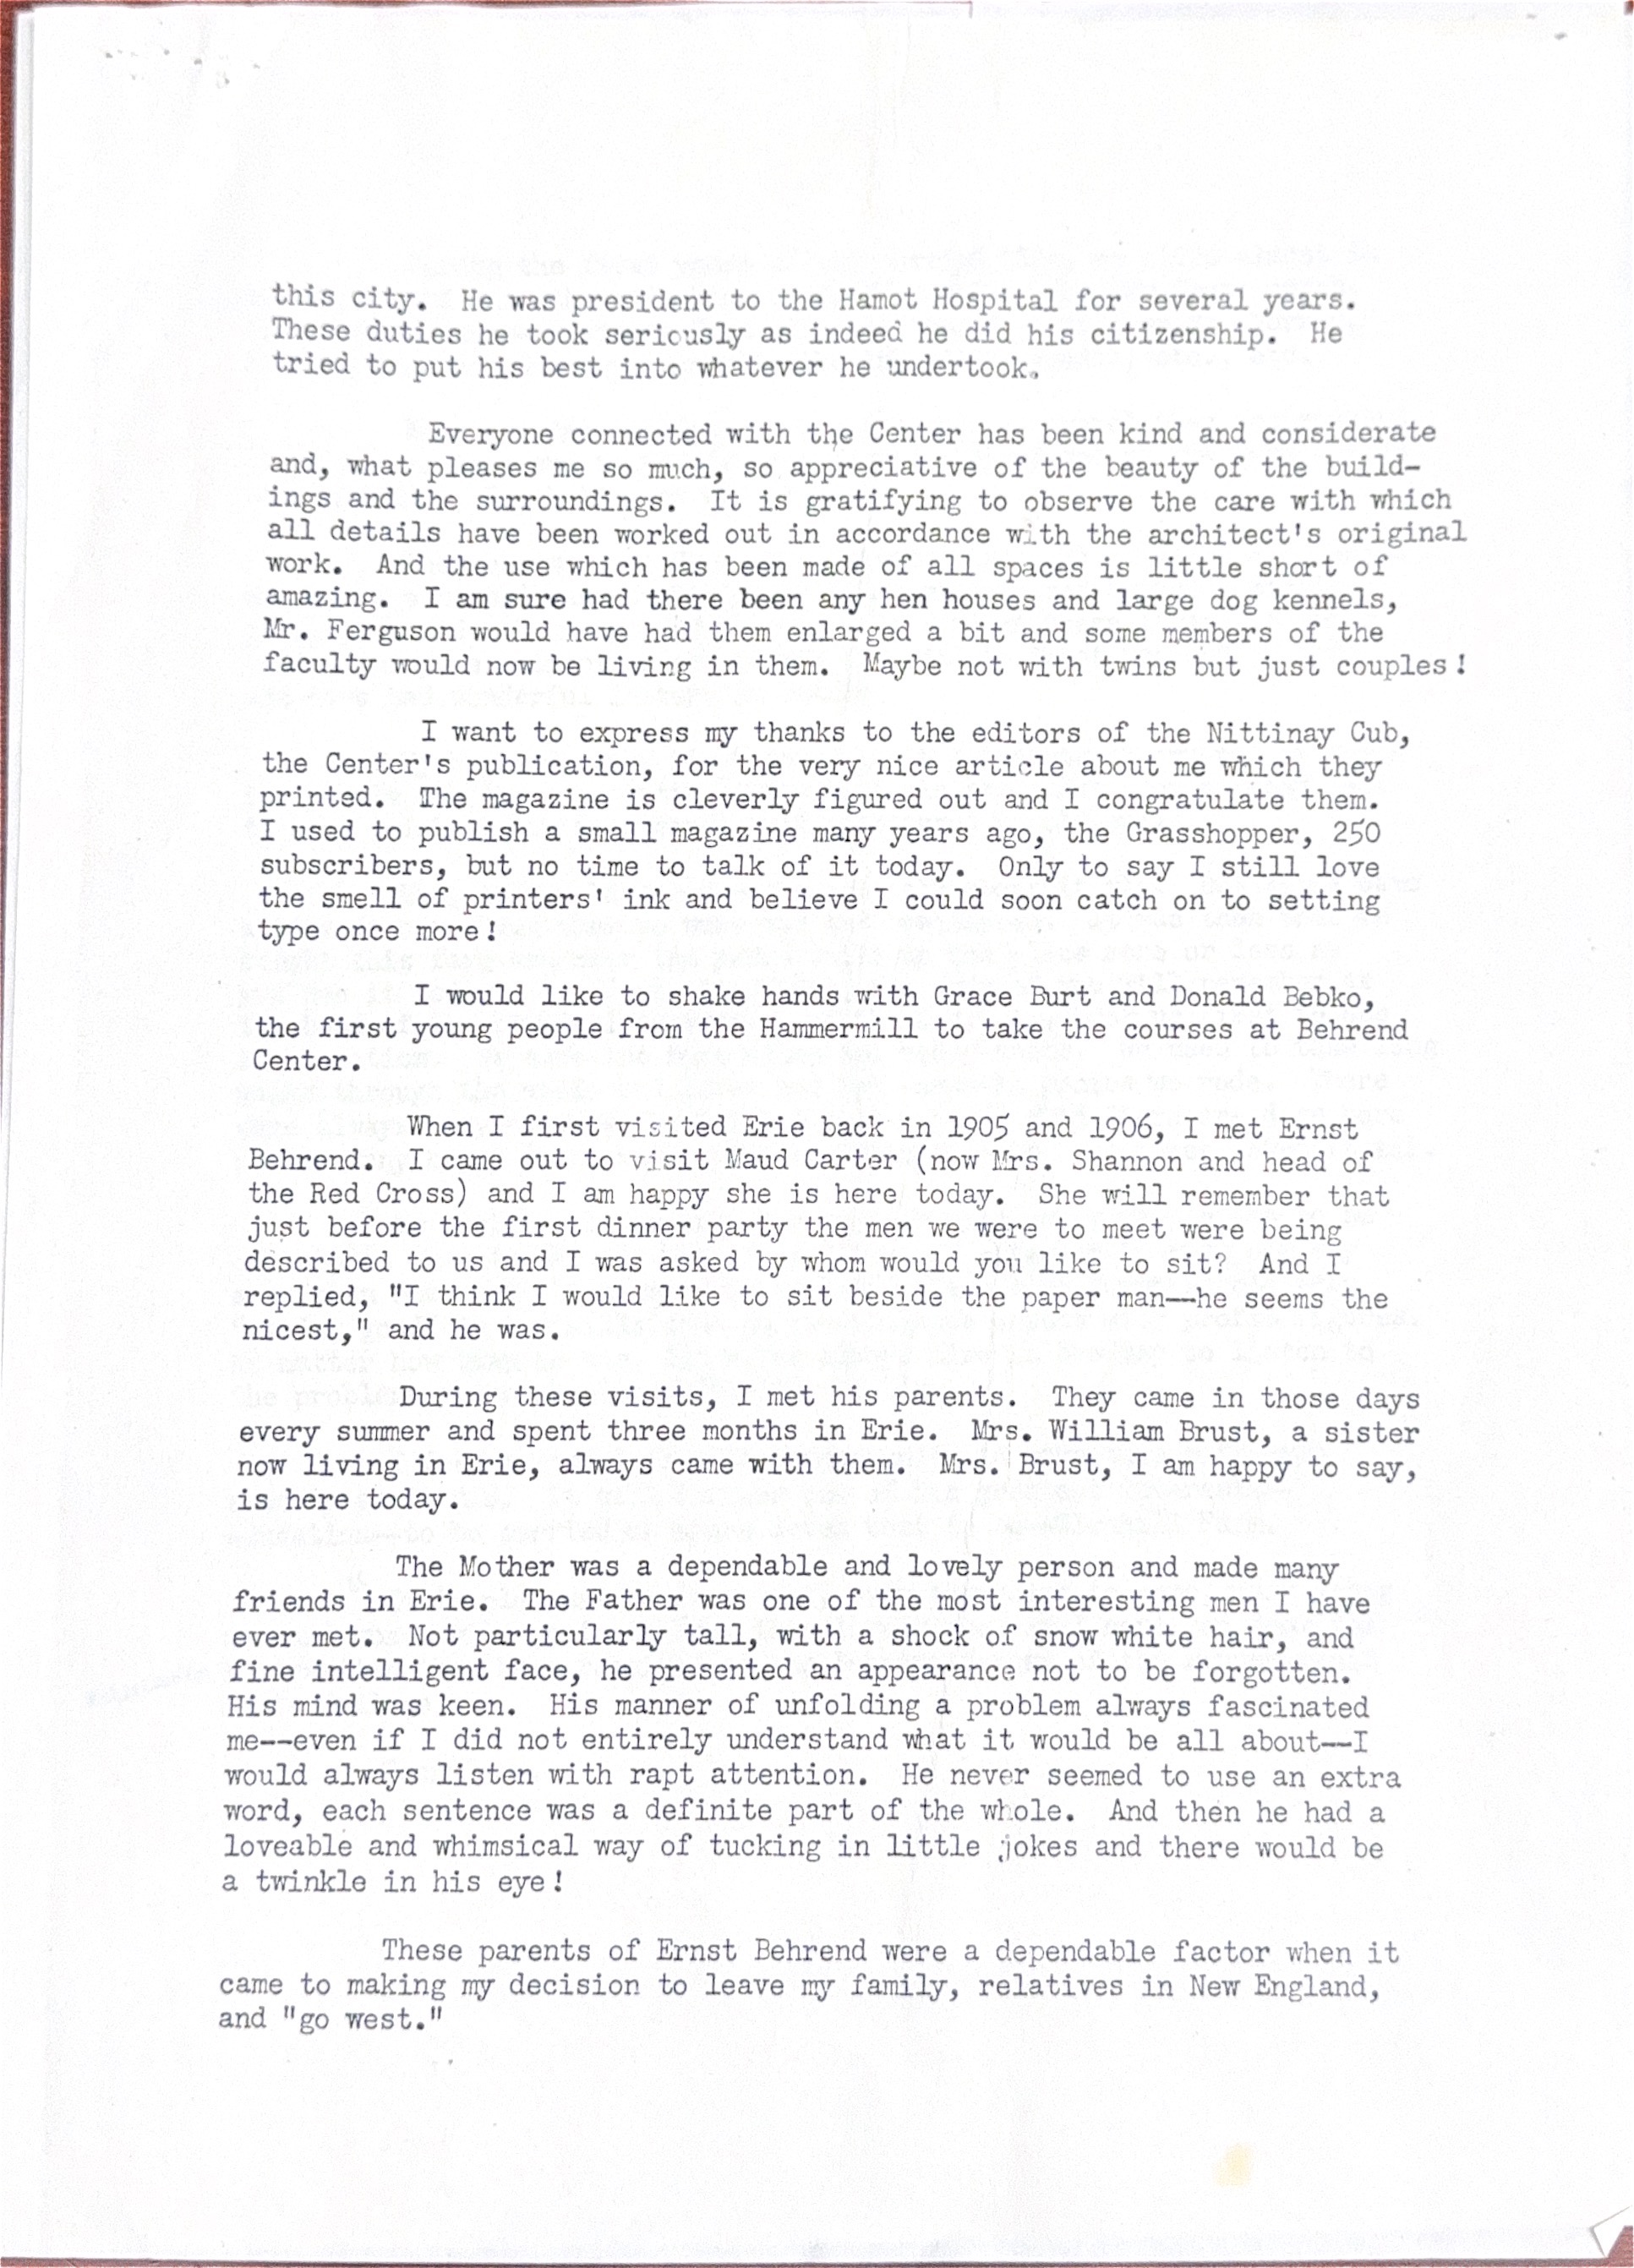 this city. He was president to the Hamot Hospital for several years.
These duties he took seriously as indeed he did his citizenship. He
tried to put his best into whatever he undertook.
Everyone connected with the Center has been kind and considerate
and, what pleases me so much, so appreciative of the beauty of the build-
ings and the surroundings. It is gratifying to observe the care with which
all details have been worked out in accordance with the architect's original
work. And the use which has been made of all spaces is little short of
amazing. I am sure had there been any hen houses and large dog kennels,
Mr. Ferguson would have had them enlarged a bit and some members of the
faculty would now be living in them. Maybe not with twins but just couples!
I want to express my thanks to the editors of the Nittinay Cub,
the Center's publication, for the very nice article about me which they
printed. The magazine is cleverly figured out and I congratulate them.
I used to publish a small magazine many years ago, the Grasshopper, 250
subscribers, but no time to talk of it today. Only to say I still love
the smell of printers' ink and believe I could soon catch on to setting
type once more!
I would like to shake hands with Grace Burt and Donald Bebko,
the first young people from the Hammermill to take the courses at Behrend
Center.
When I first visited Erie back in 1905 and 1906, I met Ernst
Behrend. I came out to visit Maud Carter (now Mrs. Shannon and head of
the Red Cross) and I am happy she is here today. She will remember that
just before the first dinner party the men we were to meet were being
described to us and I was asked by whom would you like to sit? And I
replied, "I think I would like to sit beside the paper man--he seems the
nicest," and he was.
During these visits, I met his parents. They came in those days
every summer and spent three months in Erie. Mrs. William Brust, a sister
now living in Erie, always came with them. Mrs. Brust, I am happy to say,
is here today.
The Mother was a dependable and lovely person and made many
friends in Erie. The Father was one of the most interesting men I have
ever met. Not particularly tall, with a shock of snow white hair, and
fine intelligent face, he presented an appearance not to be forgotten.
His mind was keen. His manner of unfolding a problem always fascinated
me--even if I did not entirely understand what it would be all about--I
would always listen with rapt attention. He never seemed to use an extra
word, each sentence was a definite part of the whole. And then he had a
loveable and whimsical way of tucking in little jokes and there would be
a twinkle in his eye!
These parents of Ernst Behrend were a dependable factor when it
came to making my decision to leave my family, relatives in New England,
and "go west."